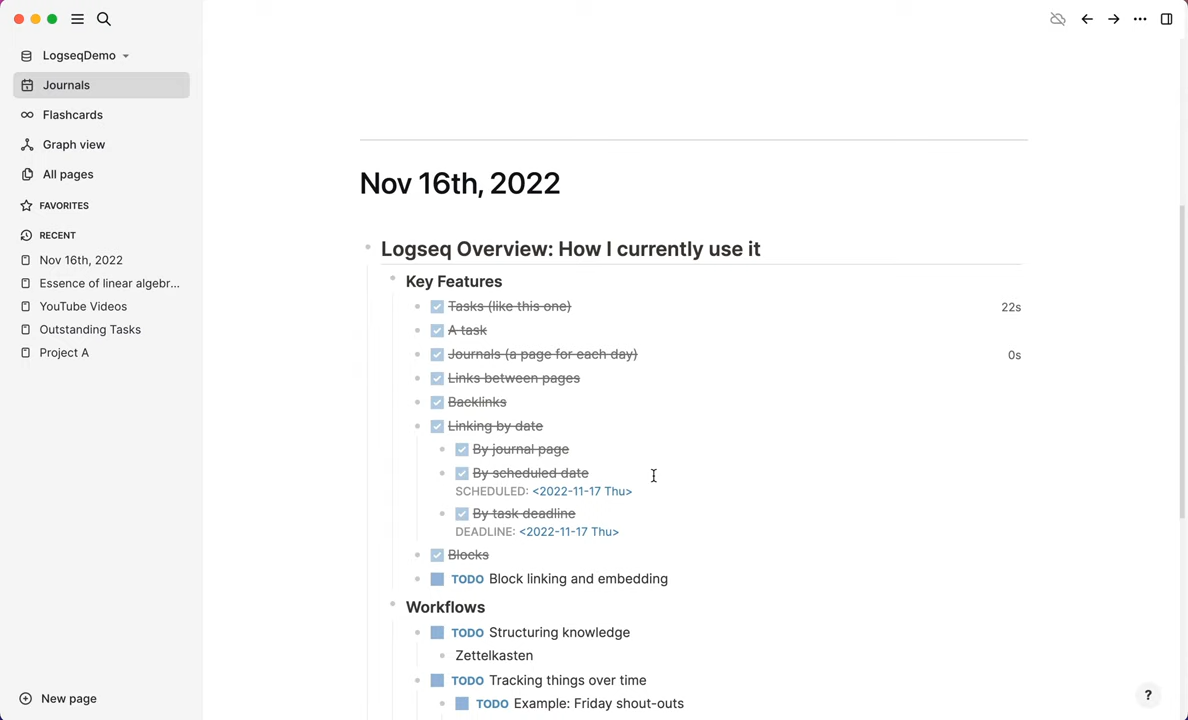 LogseqDemo
Journals
Flashcards
Graph view
All pages
FAVORITES
RECENT
Nov 16th, 2022
Essence of linear algebr...
YouTube Videos
Outstanding Tasks
Project A
New page
Nov 16th, 2022
Logseq Overview: How I currently use it
Key Features
Tasks (like this one) 22s
A task
Journals (a page for each day) 0s
Links between pages
Backlinks
Linking by date
By journal page
By scheduled date
SCHEDULED: <2022-11-17 Thu>
By task deadline
DEADLINE: <2022-11-17 Thu>
Blocks
TODO Block linking and embedding
Workflows
TODO Structuring knowledge
Zettelkasten
TODO Tracking things over time
TODO Example: Friday shout-outs
?